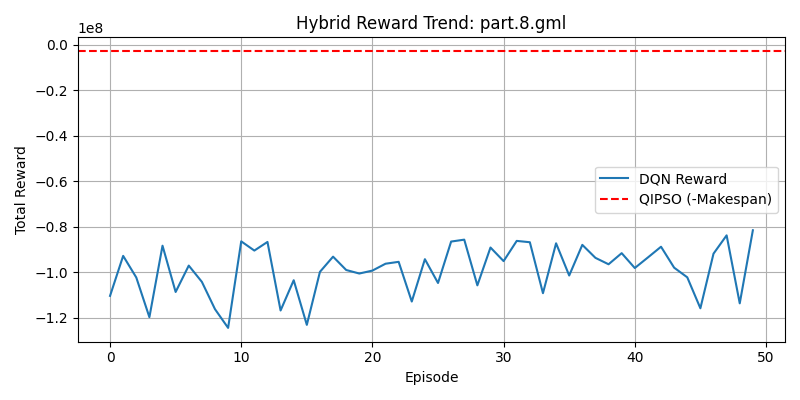 Hybrid Reward Trend: part.8.gml
1e8
0.0
−0.2
−0.4
−0.6
−0.8
−1.0
−1.2
Total Reward
DQN Reward
QIPSO (-Makespan)
0 10 20 30 40 50
Episode